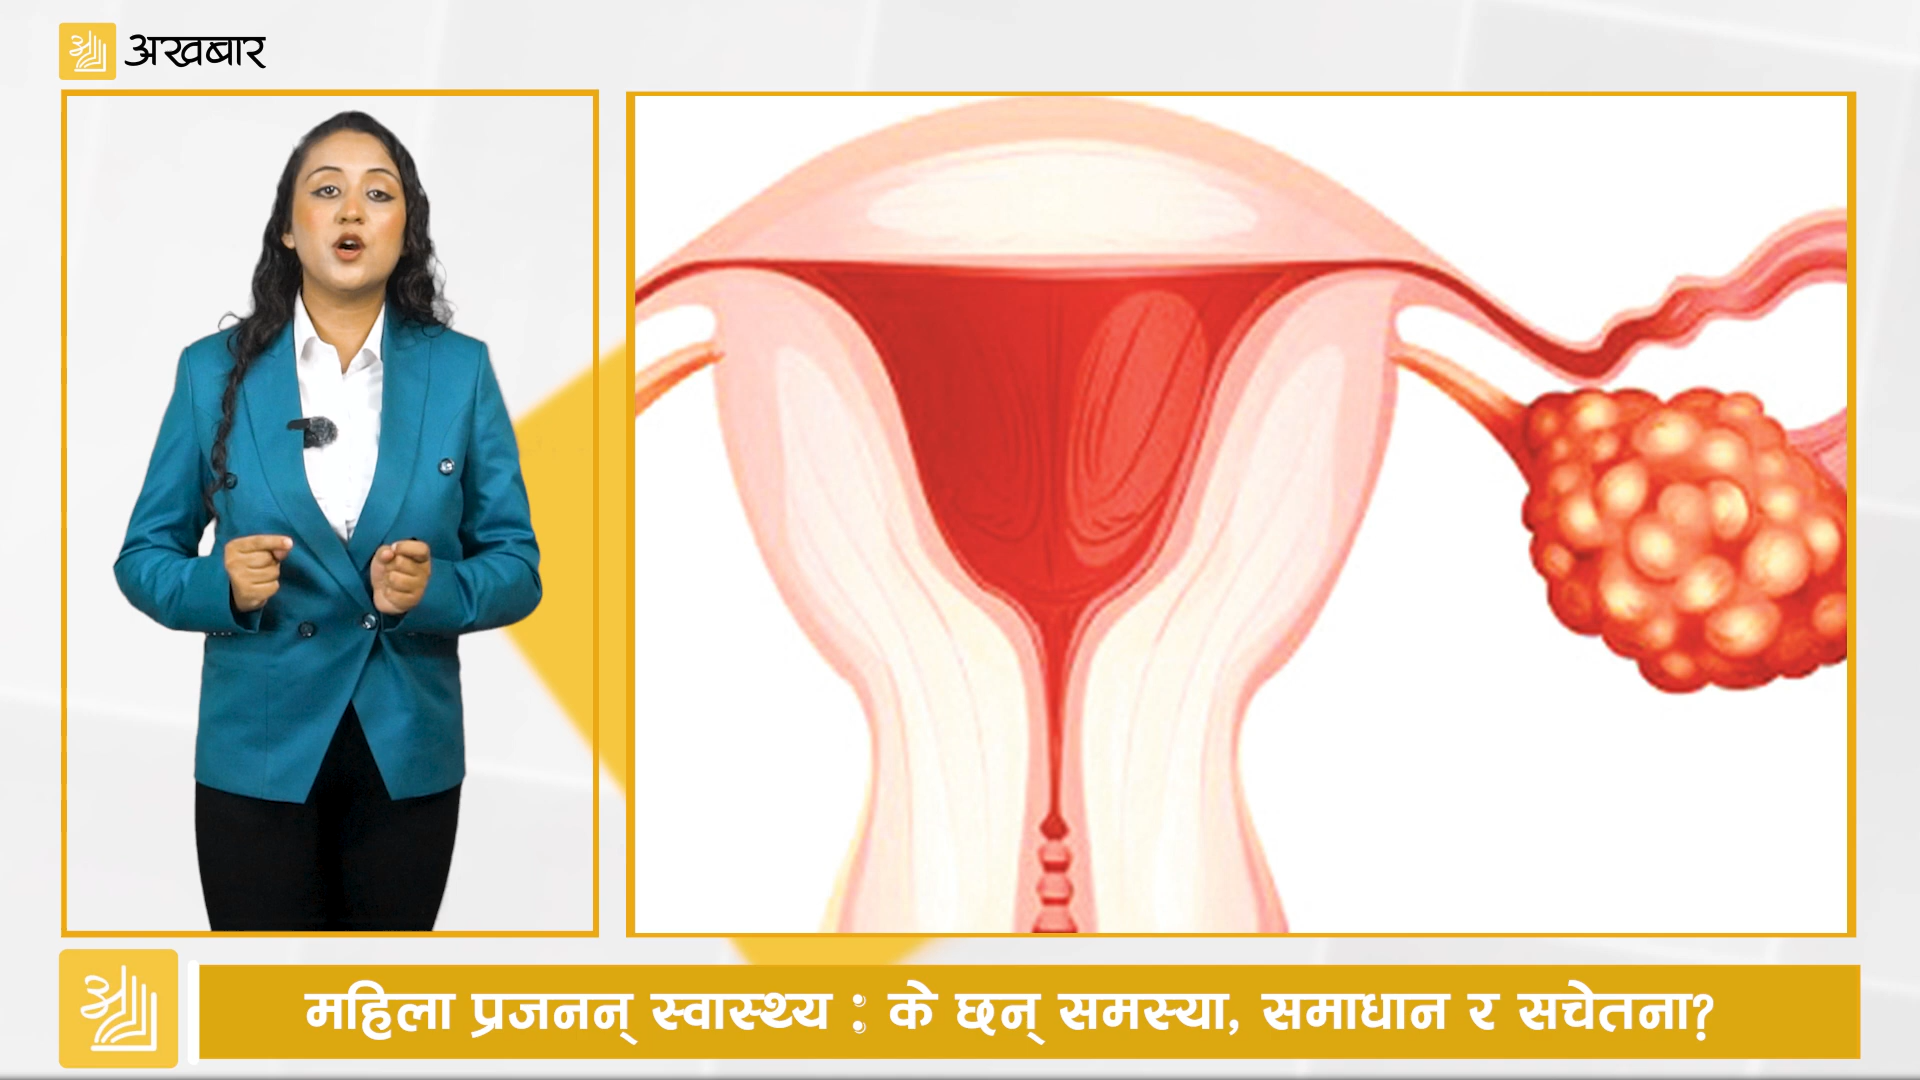 अखबार
महिला प्रजनन् स्वास्थ्य : के छन् समस्या, समाधान र सचेतना?